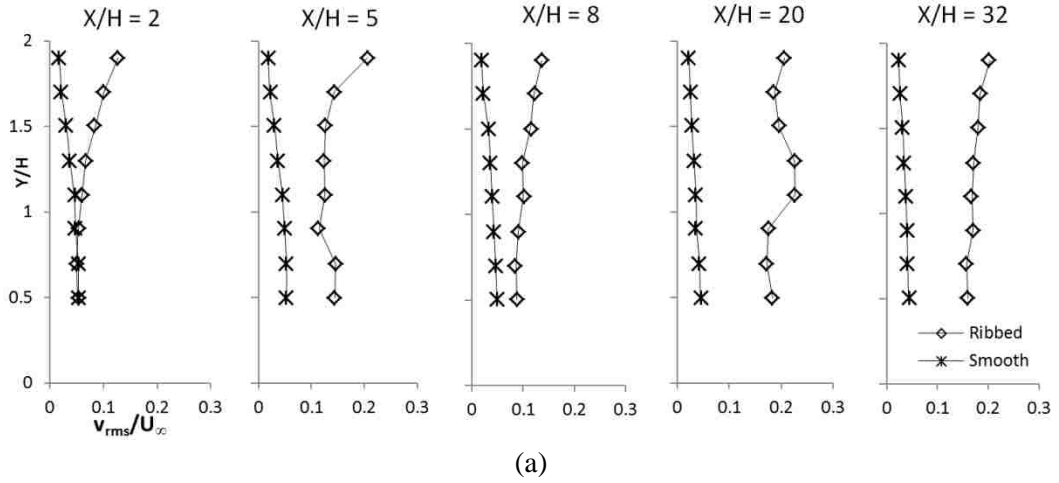 X/H = 2 X/H = 5 X/H = 8 X/H = 20 X/H = 32
2
1.5
Y/H
1
0.5
0
Ribbed
Smooth
0 0.1 0.2 0.3 0 0.1 0.2 0.3 0 0.1 0.2 0.3 0 0.1 0.2 0.3 0 0.1 0.2 0.3
v_rms/U_∞
(a)